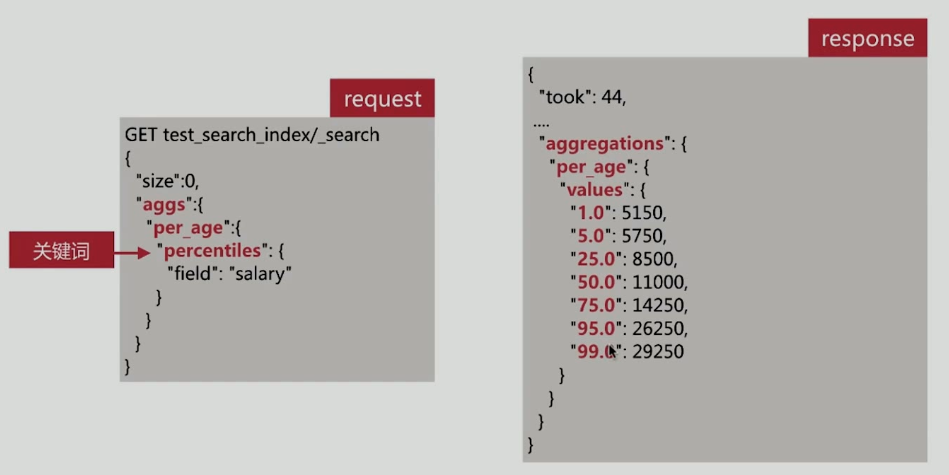 request
GET test_search_index/_search
{
"size":0,
"aggs":{
"per_age":{
"percentiles": {
"field": "salary"
}
}
}
}
关键词
response
{
"took": 44,
....
"aggregations": {
"per_age": {
"values": {
"1.0": 5150,
"5.0": 5750,
"25.0": 8500,
"50.0": 11000,
"75.0": 14250,
"95.0": 26250,
"99.0": 29250
}
}
}
}